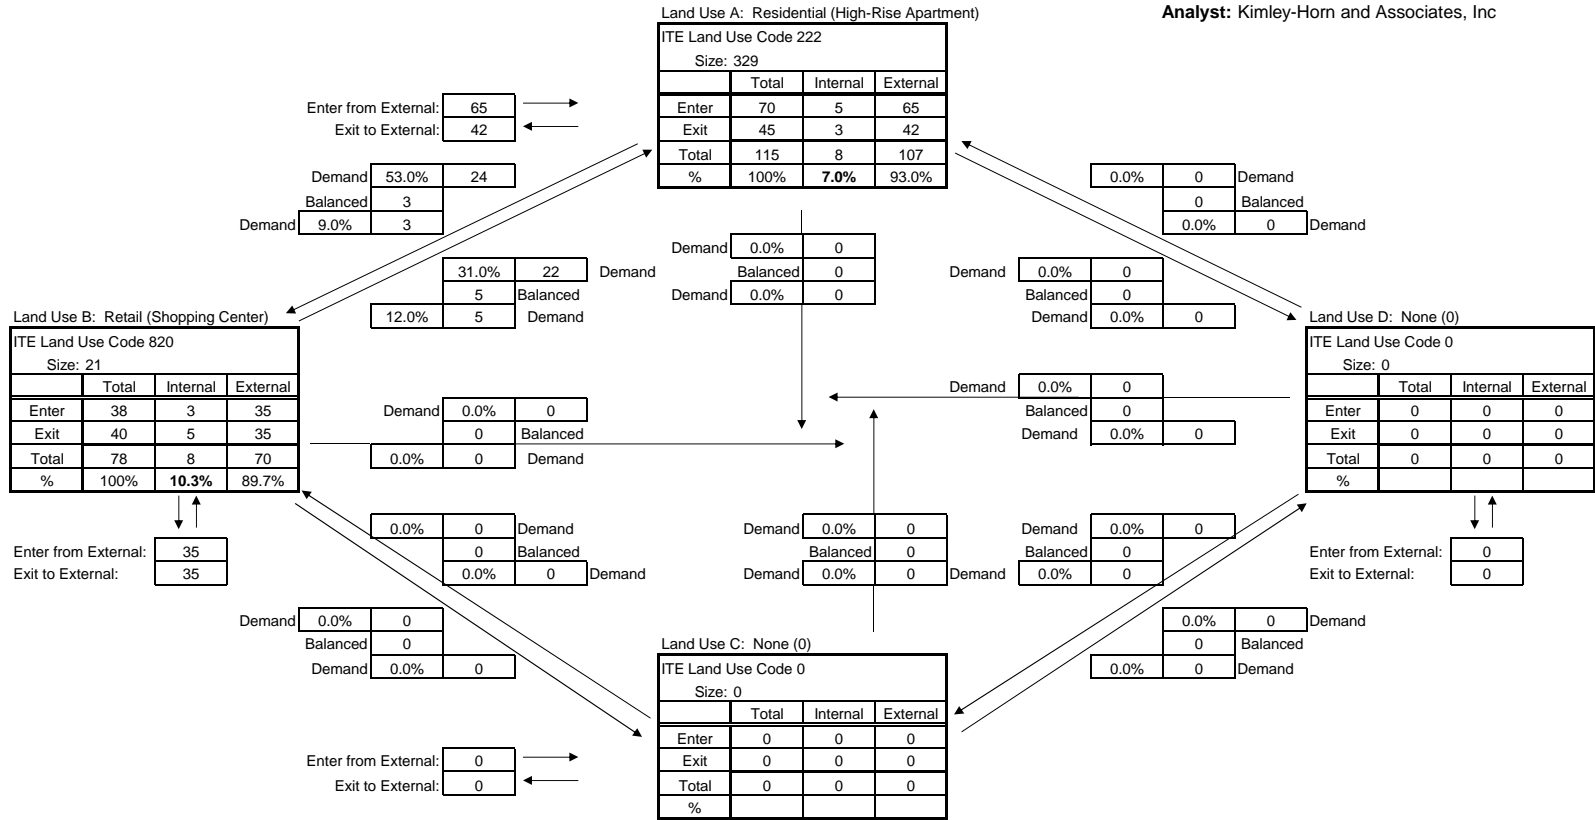 Land Use A: Residential (High-Rise Apartment)
Analyst: Kimley-Horn and Associates, Inc
ITE Land Use Code 222
Size: 329
Total Internal External
Enter 70 5 65
Exit 45 3 42
Total 115 8 107
% 100% 7.0% 93.0%
Enter from External: 65
Exit to External: 42
Demand 53.0% 24
Balanced 3
Demand 9.0% 3
0.0% 0 Demand
0 Balanced
0.0% 0 Demand
Demand 0.0% 0
Balanced 0
Demand 0.0% 0
31.0% 22 Demand
5 Balanced
12.0% 5 Demand
Demand 0.0% 0
Balanced 0
Demand 0.0% 0
Land Use B: Retail (Shopping Center)
ITE Land Use Code 820
Size: 21
Total Internal External
Enter 38 3 35
Exit 40 5 35
Total 78 8 70
% 100% 10.3% 89.7%
Land Use D: None (0)
ITE Land Use Code 0
Size: 0
Total Internal External
Enter 0 0 0
Exit 0 0 0
Total 0 0 0
%
Demand 0.0% 0
0 Balanced
0.0% 0 Demand
Demand 0.0% 0
Balanced 0
Demand 0.0% 0
Enter from External: 35
Exit to External: 35
0.0% 0 Demand
0 Balanced
0.0% 0 Demand
Demand 0.0% 0
Balanced 0
Demand 0.0% 0
Demand 0.0% 0
Balanced 0
Demand 0.0% 0
Enter from External: 0
Exit to External: 0
Demand 0.0% 0
Balanced 0
Demand 0.0% 0
0.0% 0 Demand
0 Balanced
0.0% 0 Demand
Land Use C: None (0)
ITE Land Use Code 0
Size: 0
Total Internal External
Enter 0 0 0
Exit 0 0 0
Total 0 0 0
%
Enter from External: 0
Exit to External: 0